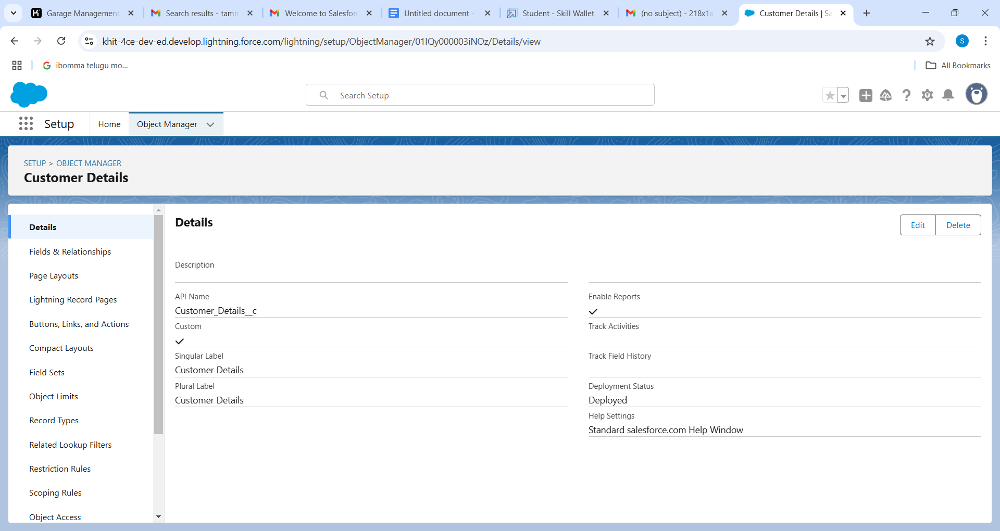 Garage Management
Search results - tamm
Welcome to Salesforc
Untitled document -
Student - Skill Wallet
(no subject) - 218x1a
Customer Details | Sa
khit-4ce-dev-ed.develop.lightning.force.com/lightning/setup/ObjectManager/01IQy000003iNOz/Details/view
S
ibomma telugu mo...
All Bookmarks
Search Setup
Setup
Home
Object Manager
SETUP > OBJECT MANAGER
Customer Details
Details
Fields & Relationships
Page Layouts
Lightning Record Pages
Buttons, Links, and Actions
Compact Layouts
Field Sets
Object Limits
Record Types
Related Lookup Filters
Restriction Rules
Scoping Rules
Object Access
Details
Edit
Delete
Description
API Name
Customer_Details__c
Custom
Singular Label
Customer Details
Plural Label
Customer Details
Enable Reports
Track Activities
Track Field History
Deployment Status
Deployed
Help Settings
Standard salesforce.com Help Window